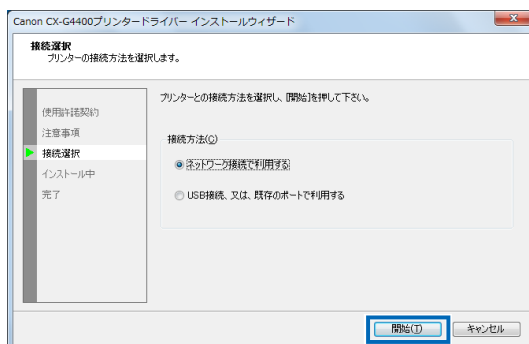 Canon CX-G4400プリンタードライバー インストールウィザード
接続選択
プリンターの接続方法を選択します。
使用許諾契約
注意事項
接続選択
インストール中
完了
プリンターとの接続方法を選択し、[開始]を押して下さい。
接続方法(C)
ネットワーク接続で利用する
USB接続、又は、既存のポートで利用する
開始(T)
キャンセル